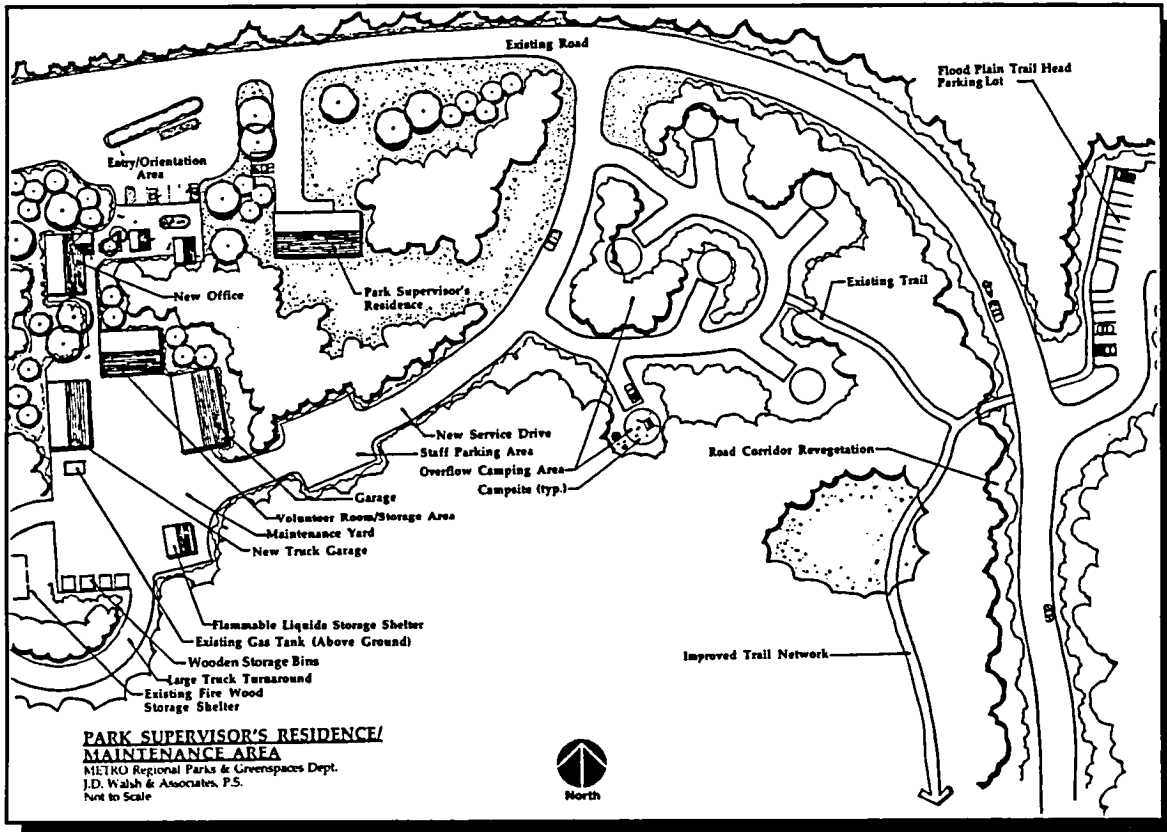 Existing Road
Flood Plain Trail Head
Parking Lot
Entry/Orientation
Area
New Office
Park Supervisor's
Residence
Existing Trail
New Service Drive
Staff Parking Area
Overflow Camping Area
Campsite (typ.)
Road Corridor Revegetation
Garage
Volunteer Room/Storage Area
Maintenance Yard
New Truck Garage
Flammable Liquids Storage Shelter
Existing Gas Tank (Above Ground)
Wooden Storage Bins
Large Truck Turnaround
Existing Fire Wood
Storage Shelter
Improved Trail Network
PARK SUPERVISOR'S RESIDENCE/
MAINTENANCE AREA
METRO Regional Parks & Greenspaces Dept.
J.D. Walsh & Associates, P.S.
Not to Scale
North